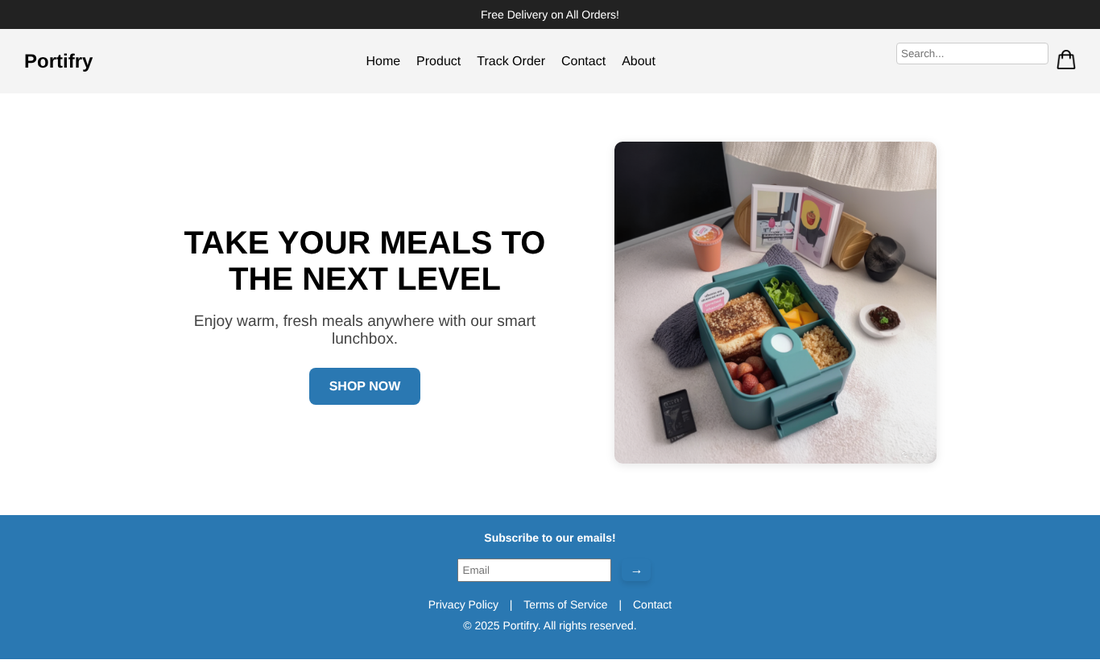 Free Delivery on All Orders!
Portifry
Home Product Track Order Contact About
Search...
TAKE YOUR MEALS TO
THE NEXT LEVEL
Enjoy warm, fresh meals anywhere with our smart
lunchbox.
SHOP NOW
Subscribe to our emails!
Email →
Privacy Policy | Terms of Service | Contact
© 2025 Portifry. All rights reserved.